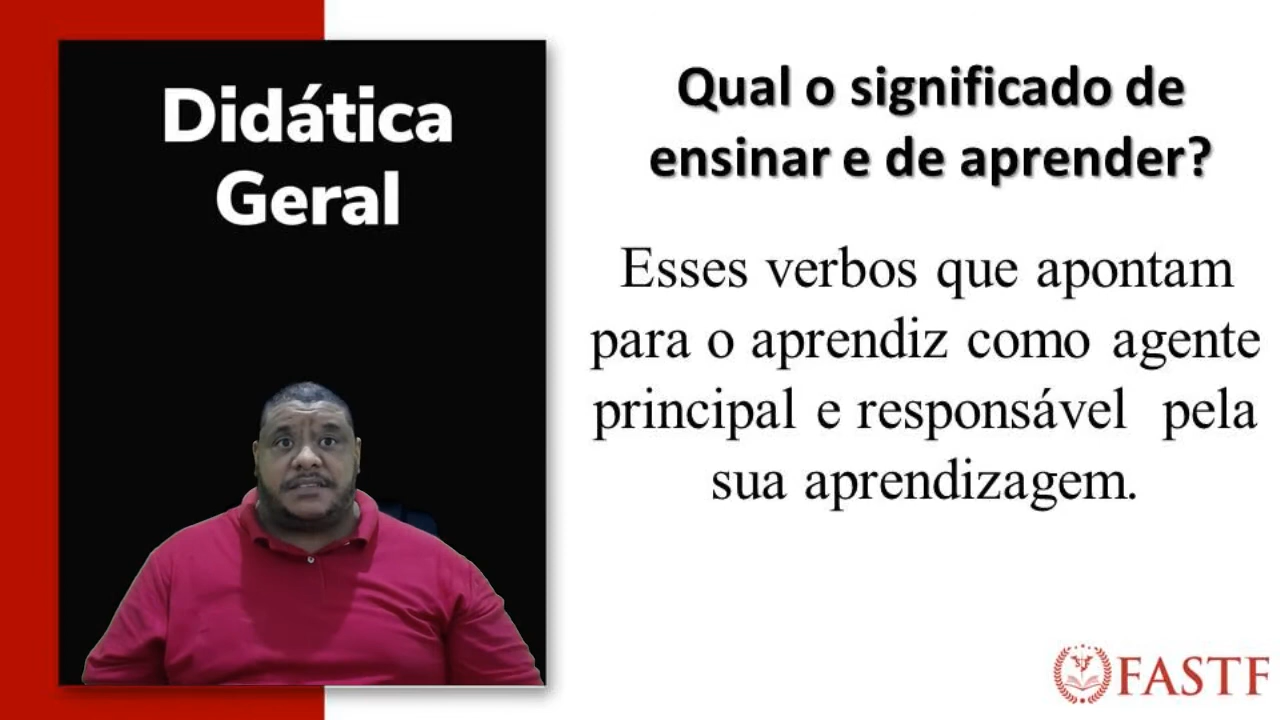 Didática
Geral
Qual o significado de
ensinar e de aprender?
Esses verbos que apontam
para o aprendiz como agente
principal e responsável pela
sua aprendizagem.
FASTF